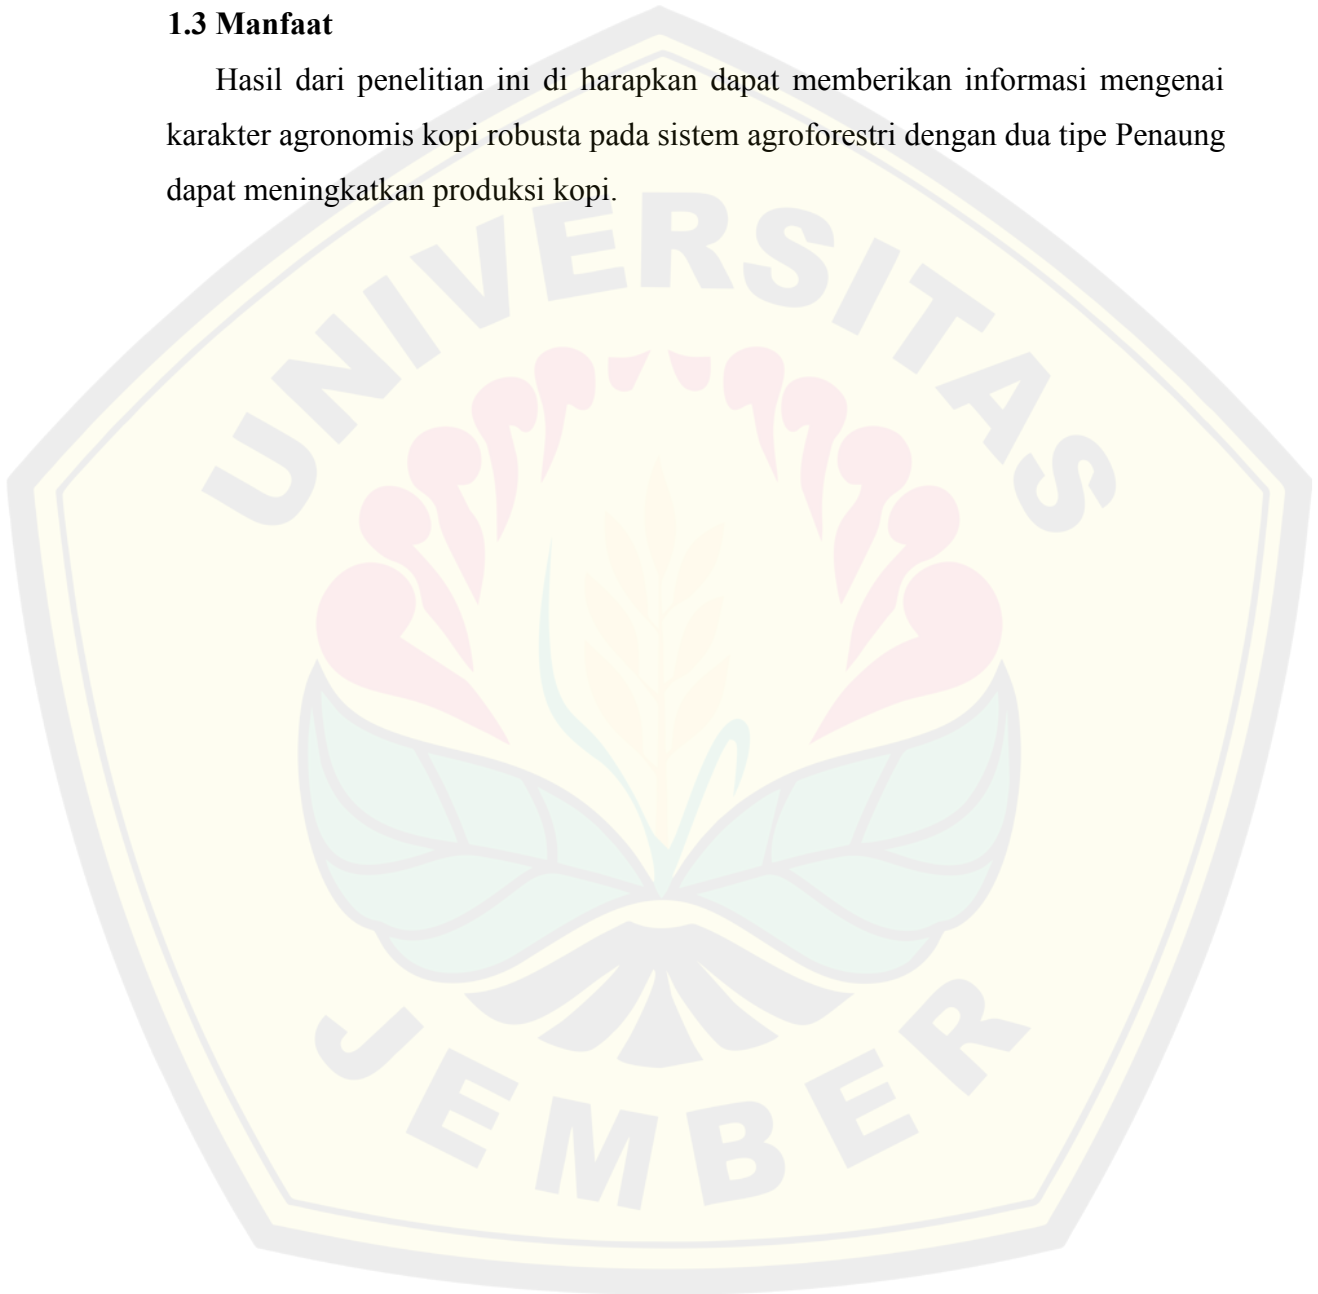 1.3 Manfaat
Hasil dari penelitian ini di harapkan dapat memberikan informasi mengenai
karakter agronomis kopi robusta pada sistem agroforestri dengan dua tipe Penaung
dapat meningkatkan produksi kopi.
UNIVERSITAS
JEMBER